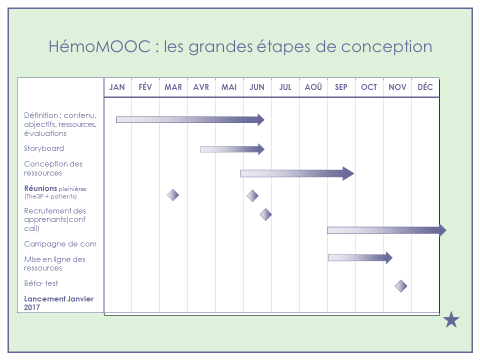 HémoMOOC : les grandes étapes de conception
JAN FÉV MAR AVR MAI JUN JUL AOÛ SEP OCT NOV DÉC
Définition : contenu,
objectifs, ressources,
évaluations
Storyboard
Conception des
ressources
Réunions pleinières
(The3P + patients)
Recrutement des
apprenants(conf
call)
Campagne de com
Mise en ligne des
ressources
Béta- test
Lancement Janvier
2017